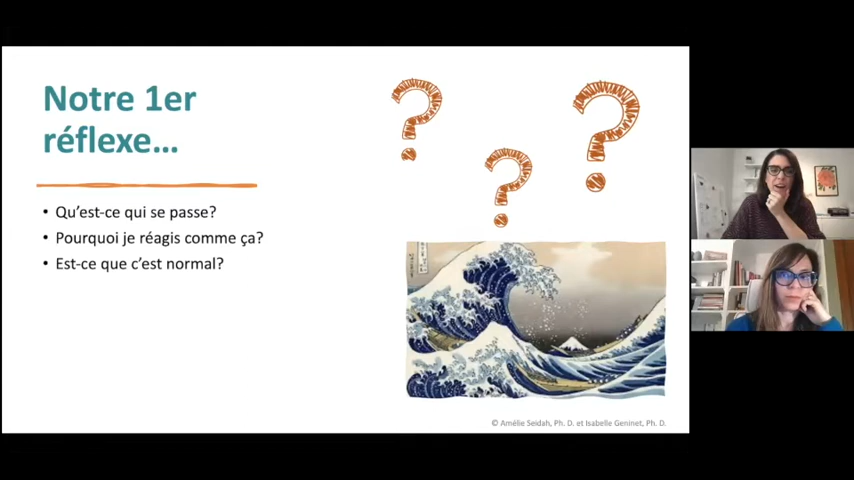 Notre 1er
réflexe...
• Qu'est-ce qui se passe?
• Pourquoi je réagis comme ça?
• Est-ce que c'est normal?
© Amélie Seidah, Ph. D. et Isabelle Geninet, Ph. D.